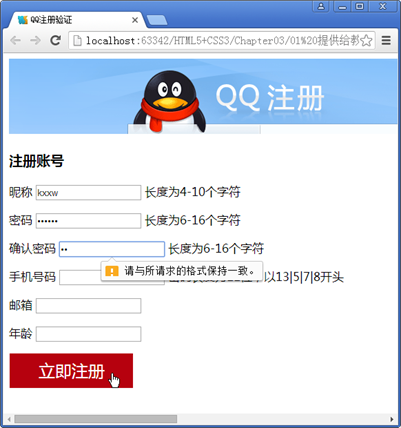 QQ注册验证
localhost:63342/HTML5+CSS3/Chapter03/01%20提供给教
QQ 注册
注册账号
昵称 kxxw 长度为4-10个字符
密码 •••••• 长度为6-16个字符
确认密码 •• 长度为6-16个字符
请与所请求的格式保持一致。
手机号码 以13|5|7|8开头
邮箱
年龄
立即注册